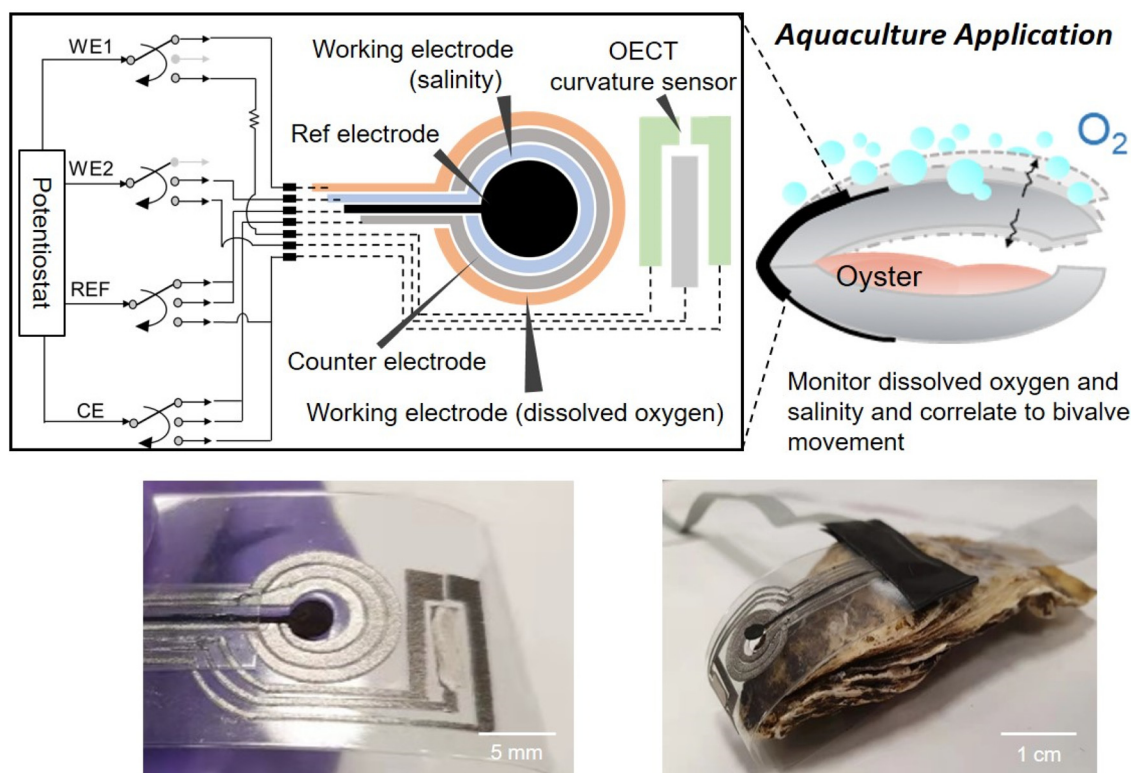 WE1
WE2
REF
CE
Potentiostat
Working electrode
(salinity)
Ref electrode
OECT
curvature sensor
Counter electrode
Working electrode (dissolved oxygen)
Aquaculture Application
O2
Oyster
Monitor dissolved oxygen and
salinity and correlate to bivalve
movement
5 mm
1 cm